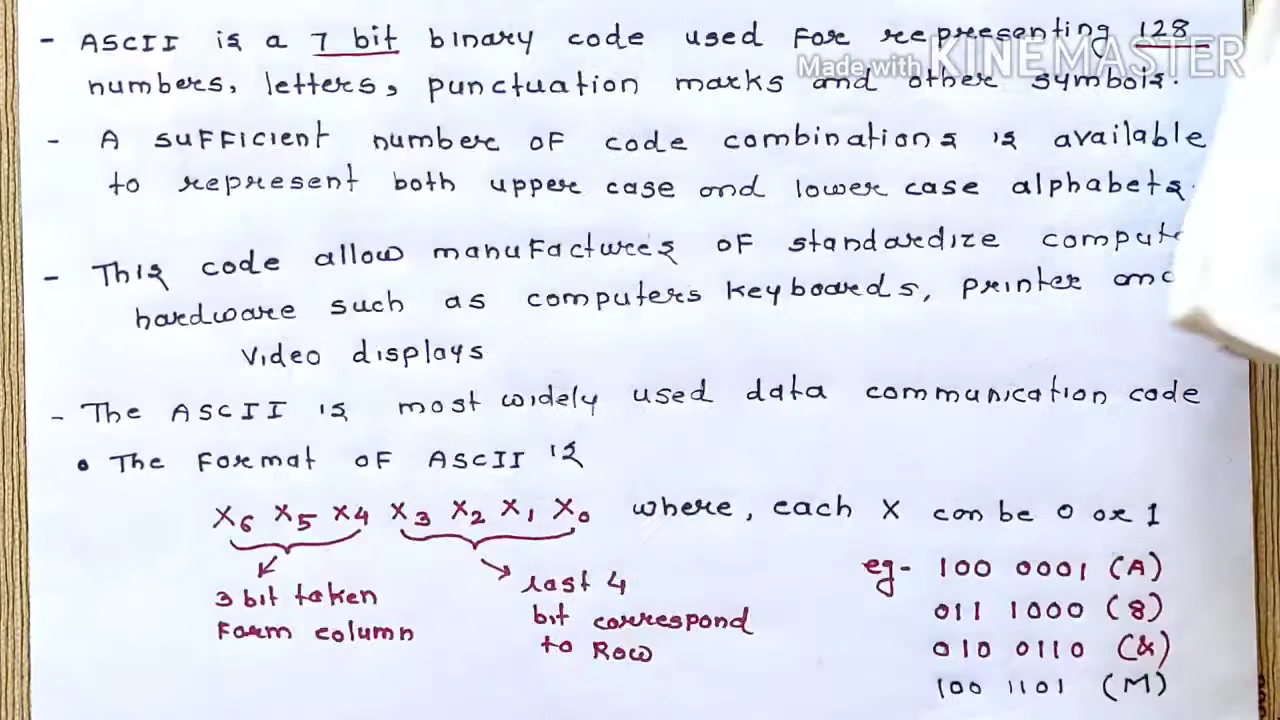 - ASCII is a 7 bit binary code used for representing 128
Made with KINEMASTER
numbers, letters, punctuation marks and other symbols.
- A sufficient number of code combinations is available
to represent both upper case and lower case alphabets.
- This code allow manufactures of standardize compute
hardware such as computers keyboards, printer and
video displays
- The ASCII is most widely used data communication code
• The format of ASCII is
X6 X5 X4 X3 X2 X1 X0 where, each X can be 0 or 1
3 bit taken
form column
last 4
bit correspond
to Row
eg- 100 0001 (A)
011 1000 (8)
010 0110 (&)
100 1101 (M)